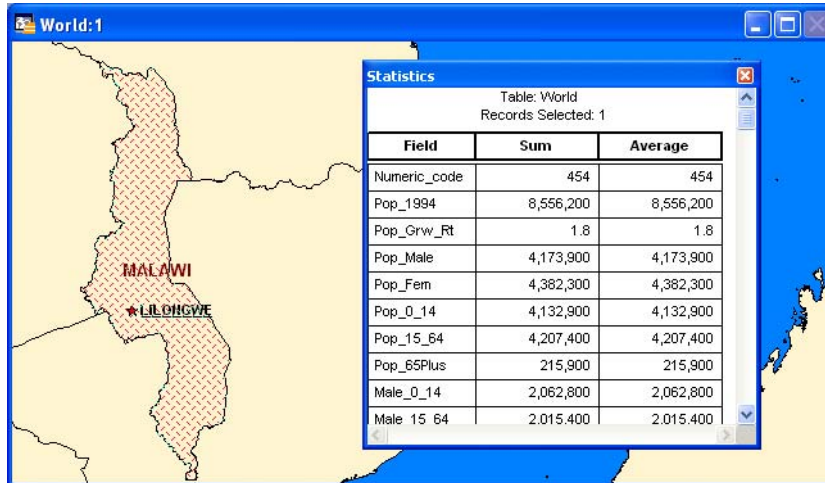 World:1
MALAWI
LILONGWE
Statistics
Table: World
Records Selected: 1
Field Sum Average
Numeric_code 454 454
Pop_1994 8,556,200 8,556,200
Pop_Grw_Rt 1.8 1.8
Pop_Male 4,173,900 4,173,900
Pop_Fem 4,382,300 4,382,300
Pop_0_14 4,132,900 4,132,900
Pop_15_64 4,207,400 4,207,400
Pop_65Plus 215,900 215,900
Male_0_14 2,062,800 2,062,800
Male_15_64 2,015,400 2,015,400